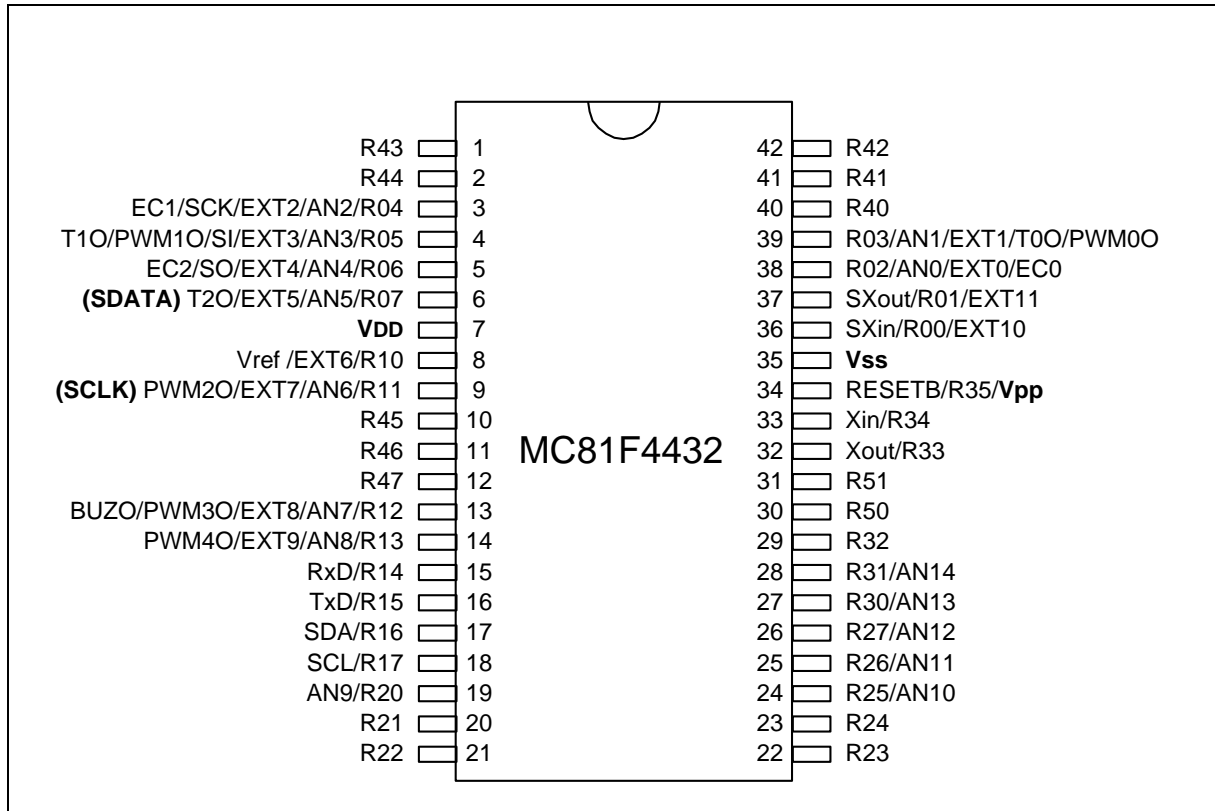 R43 1 42 R42
R44 2 41 R41
EC1/SCK/EXT2/AN2/R04 3 40 R40
T1O/PWM1O/SI/EXT3/AN3/R05 4 39 R03/AN1/EXT1/T0O/PWM0O
EC2/SO/EXT4/AN4/R06 5 38 R02/AN0/EXT0/EC0
(SDATA) T2O/EXT5/AN5/R07 6 37 SXout/R01/EXT11
VDD 7 36 SXin/R00/EXT10
Vref /EXT6/R10 8 35 Vss
(SCLK) PWM2O/EXT7/AN6/R11 9 34 RESETB/R35/Vpp
R45 10 33 Xin/R34
R46 11 MC81F4432 32 Xout/R33
R47 12 31 R51
BUZO/PWM3O/EXT8/AN7/R12 13 30 R50
PWM4O/EXT9/AN8/R13 14 29 R32
RxD/R14 15 28 R31/AN14
TxD/R15 16 27 R30/AN13
SDA/R16 17 26 R27/AN12
SCL/R17 18 25 R26/AN11
AN9/R20 19 24 R25/AN10
R21 20 23 R24
R22 21 22 R23